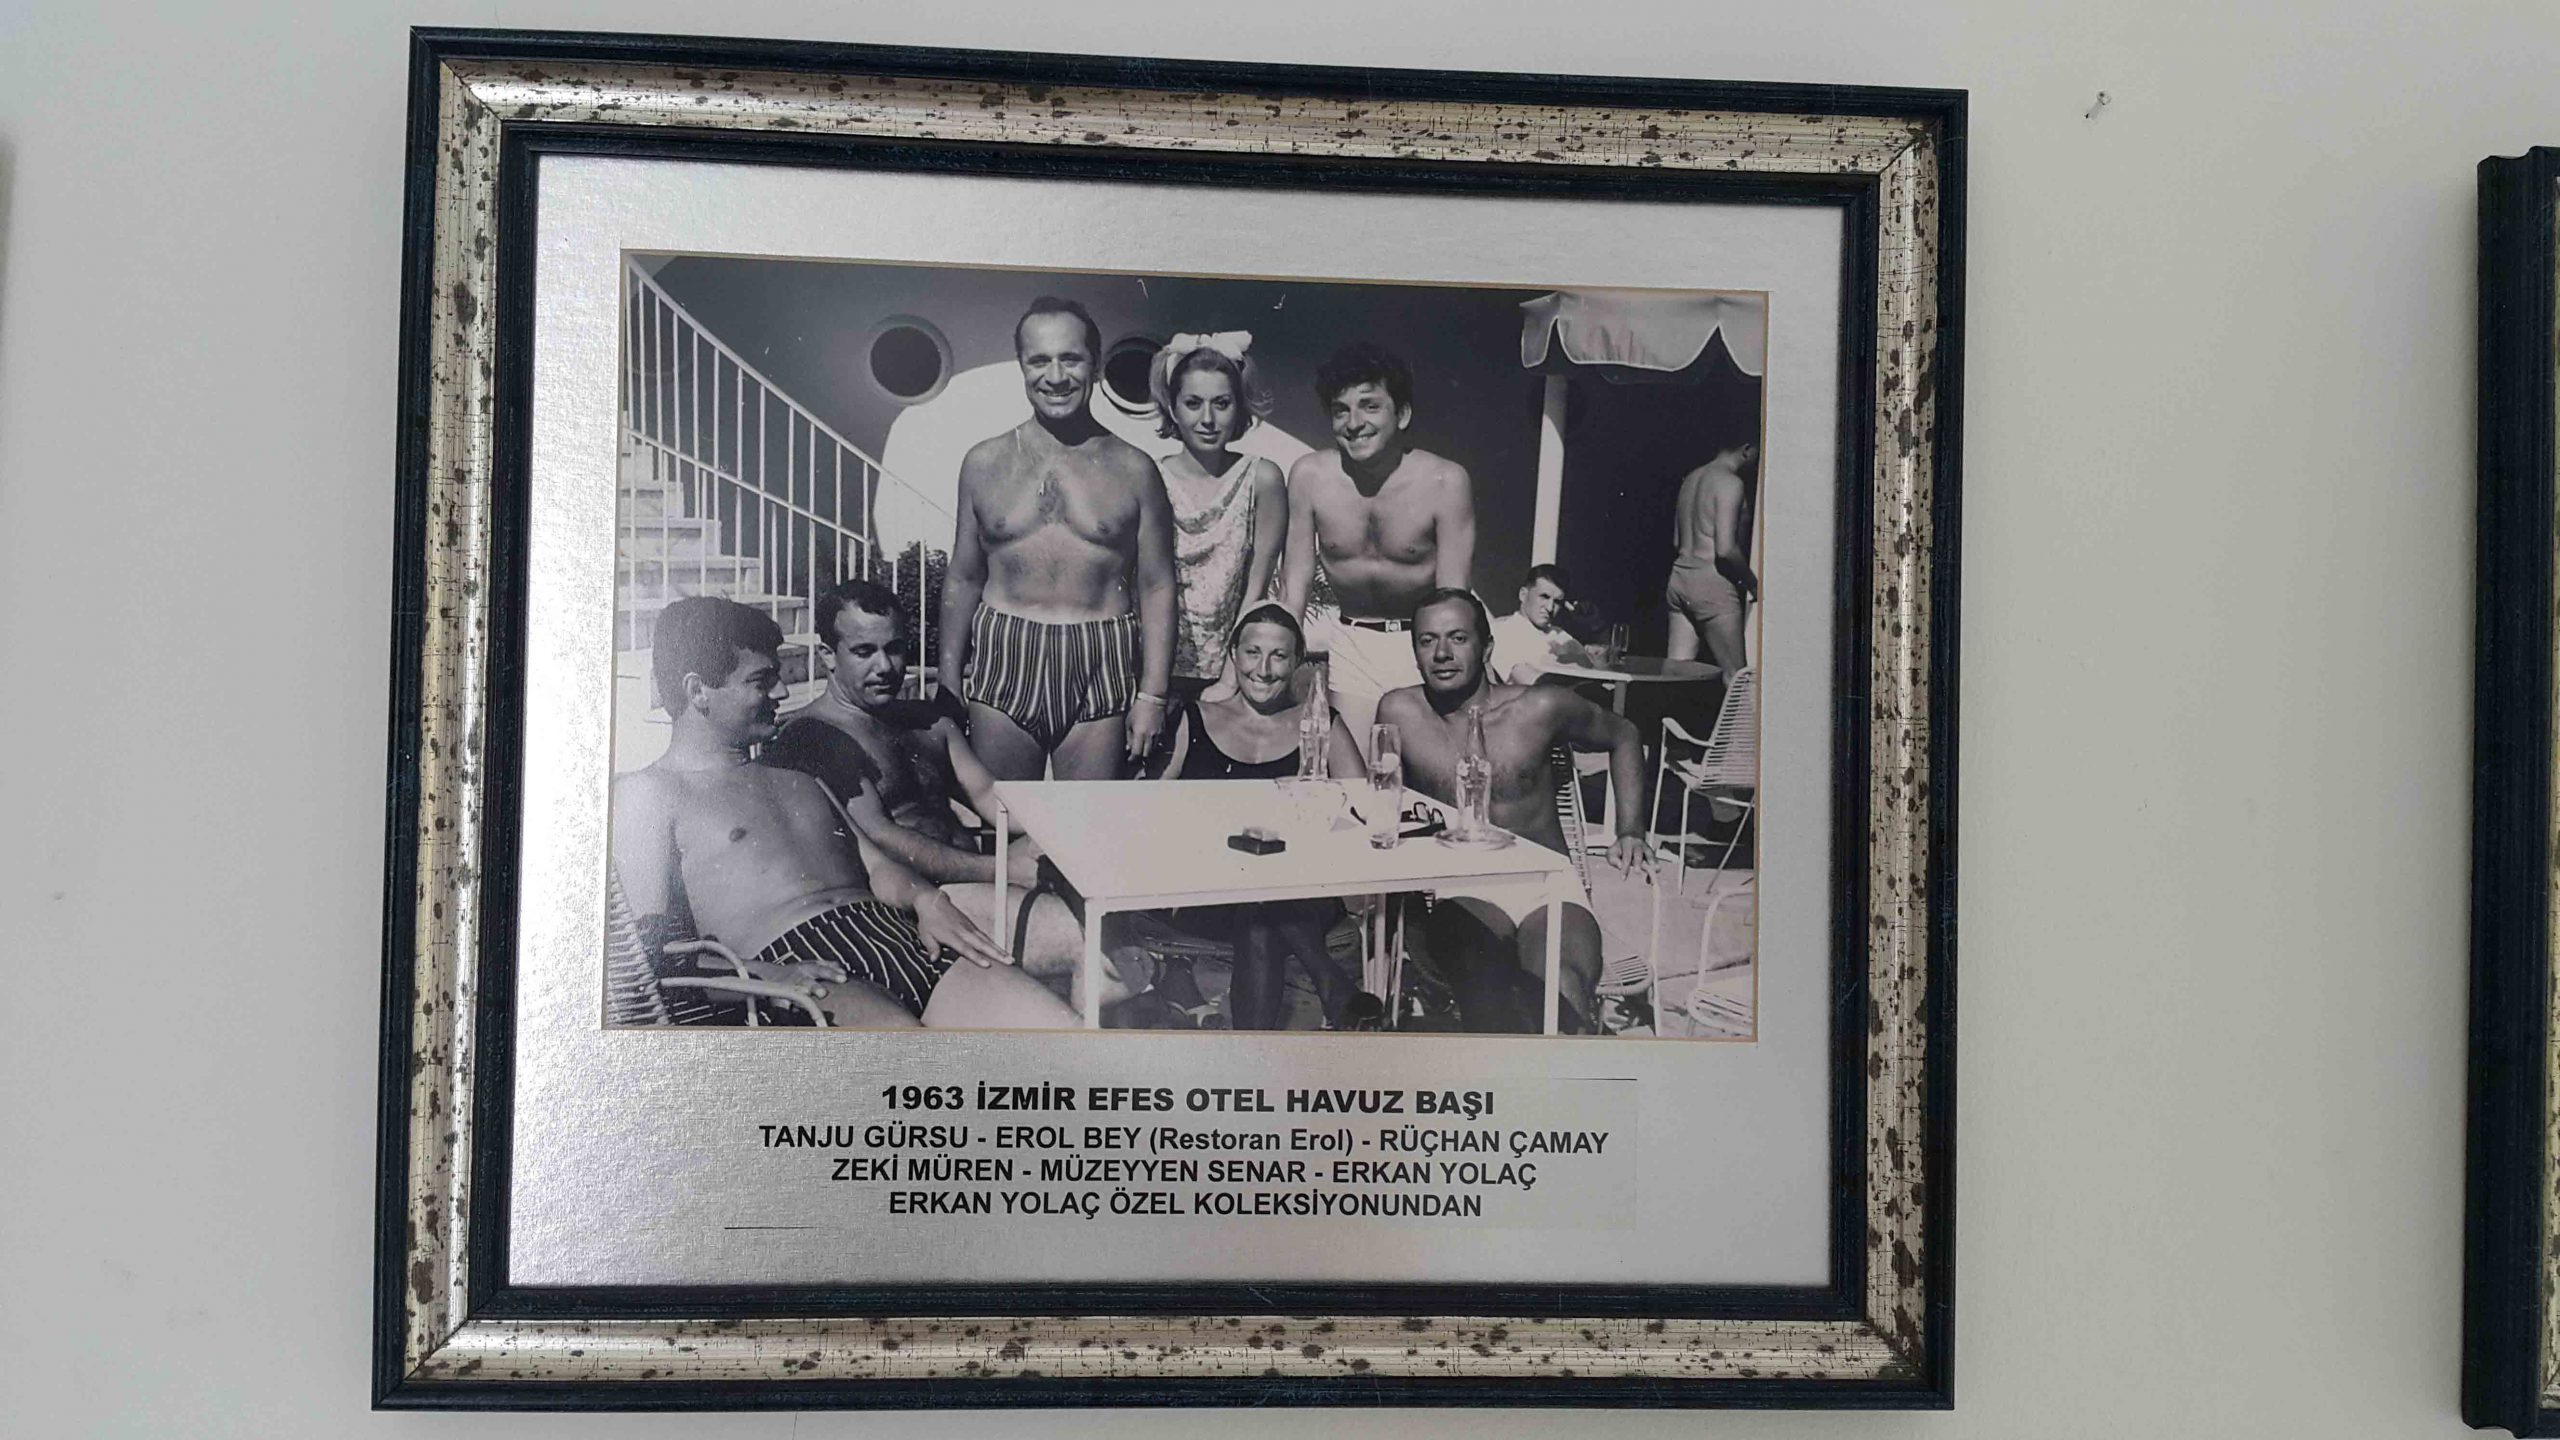 1963 İZMİR EFES OTEL HAVUZ BAŞI
TANJU GÜRSU - EROL BEY (Restoran Erol) - RÜÇHAN ÇAMAY
ZEKİ MÜREN - MÜZEYYEN SENAR - ERKAN YOLAÇ
ERKAN YOLAÇ ÖZEL KOLEKSİYONUNDAN